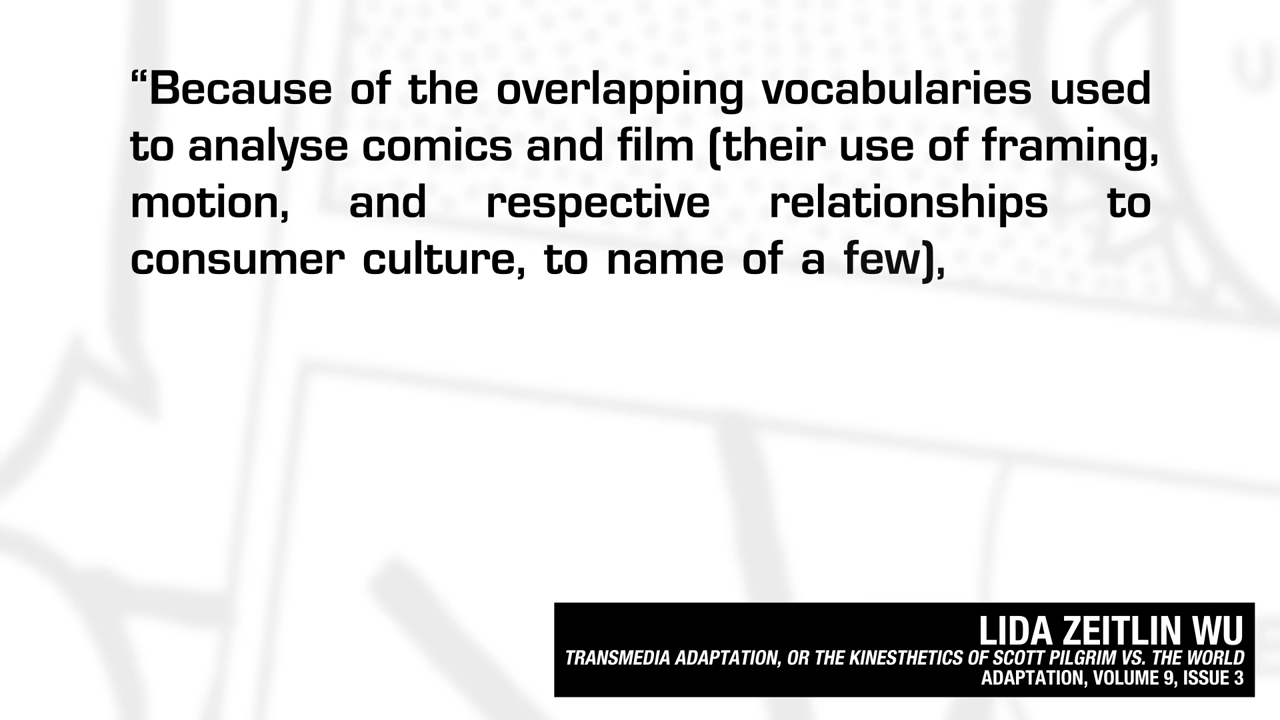 “Because of the overlapping vocabularies used
to analyse comics and film (their use of framing,
motion, and respective relationships to
consumer culture, to name of a few),
LIDA ZEITLIN WU
TRANSMEDIA ADAPTATION, OR THE KINESTHETICS OF SCOTT PILGRIM VS. THE WORLD
ADAPTATION, VOLUME 9, ISSUE 3